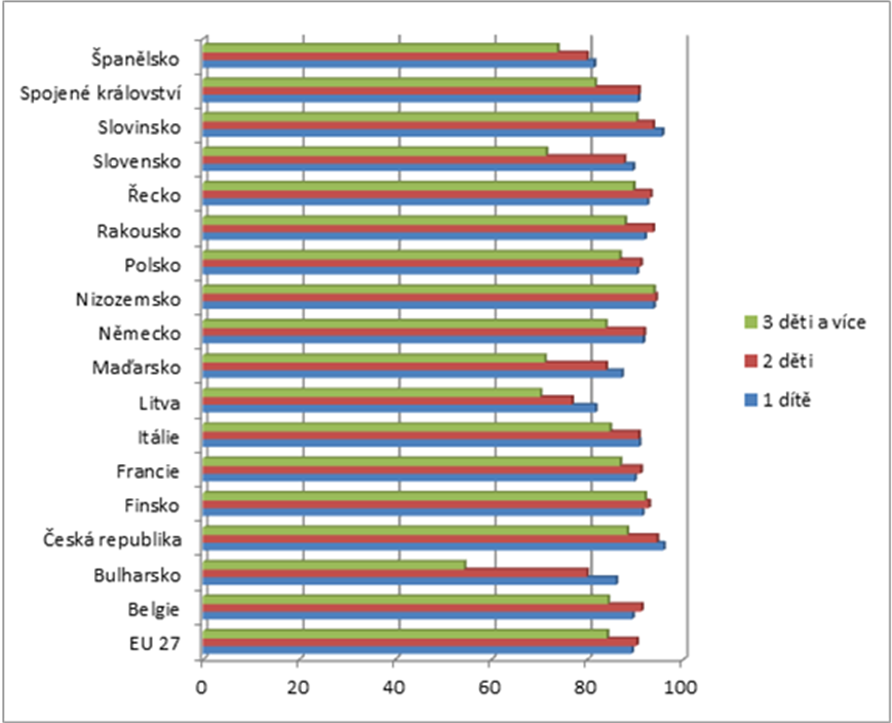 Španělsko
Spojené království
Slovinsko
Slovensko
Řecko
Rakousko
Polsko
Nizozemsko
Německo
Maďarsko
Litva
Itálie
Francie
Finsko
Česká republika
Bulharsko
Belgie
EU 27
0 20 40 60 80 100
3 děti a více
2 děti
1 dítě